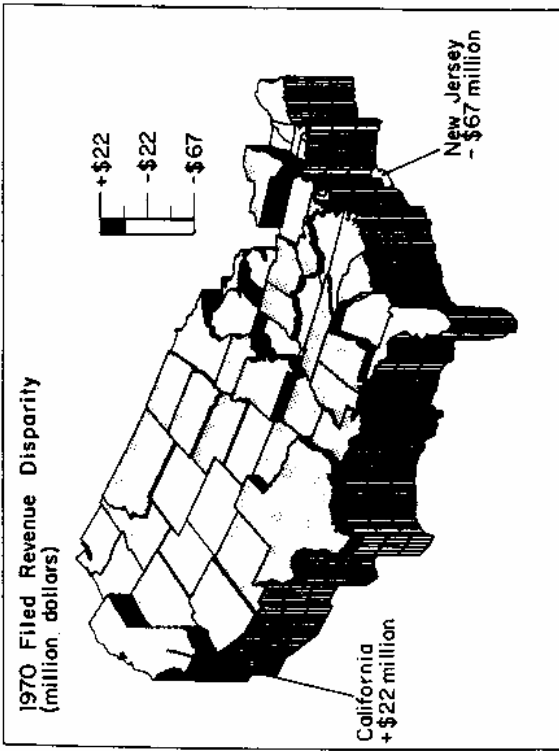 1970 Filed Revenue Disparity
(million dollars)
+$22
-$22
-$67
California
+$22 million
New Jersey
-$67 million